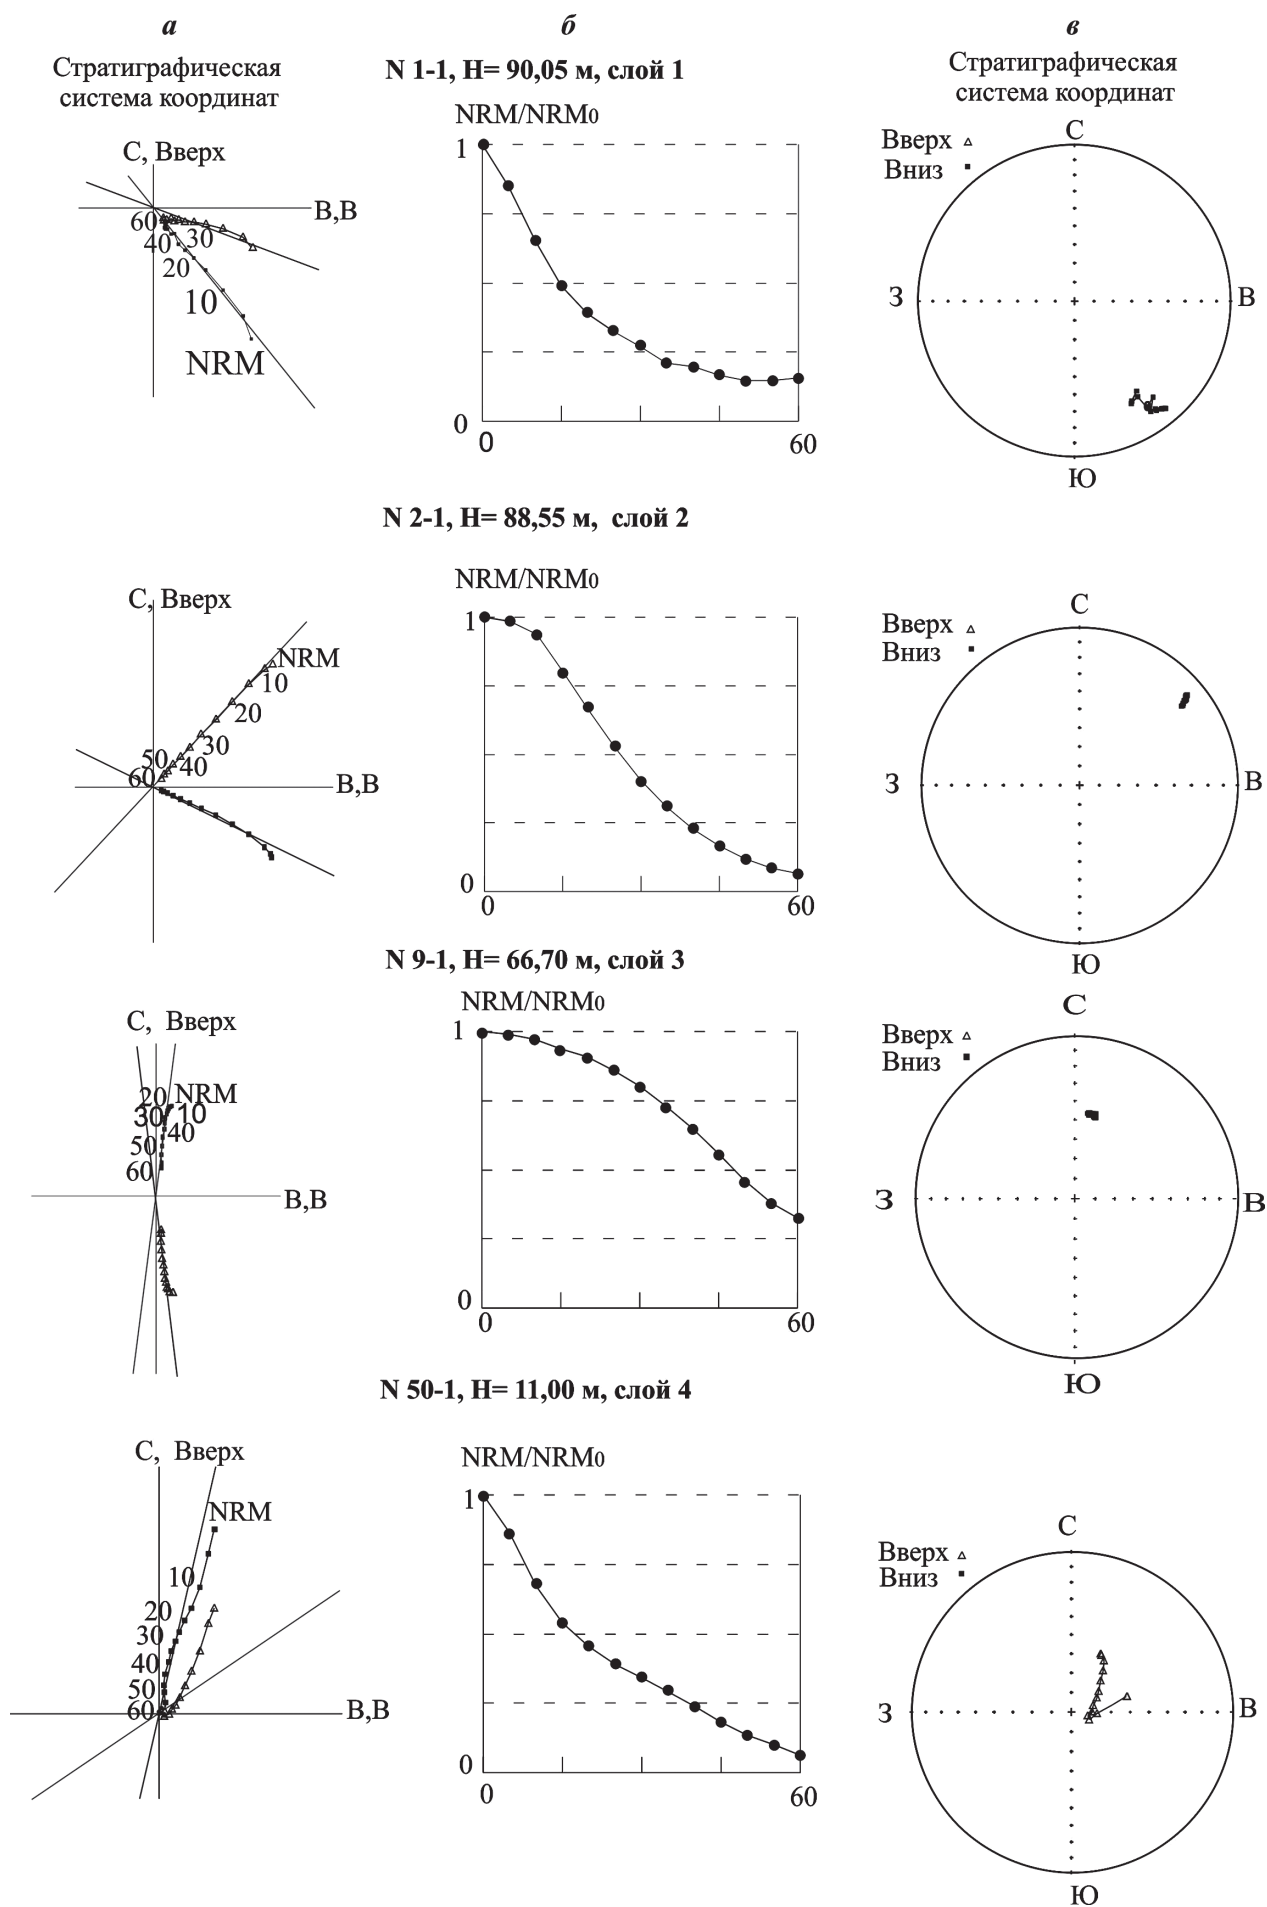 а
б
в
Стратиграфическая
система координат
N 1-1, H= 90,05 м, слой 1
Стратиграфическая
система координат
С, Вверх
В,В
60
40
30
20
10
NRM
NRM/NRM0
1
0
0
60
Вверх
Вниз
С
З
В
Ю
N 2-1, H= 88,55 м, слой 2
С, Вверх
NRM
10
20
30
40
50
60
В,В
NRM/NRM0
1
0
0
60
Вверх
Вниз
С
З
В
Ю
N 9-1, H= 66,70 м, слой 3
С, Вверх
20 NRM
30 10
40
50
60
В,В
NRM/NRM0
1
0
0
60
С
Вверх
Вниз
З
В
Ю
N 50-1, H= 11,00 м, слой 4
С, Вверх
NRM
10
20
30
40
50
60
В,В
NRM/NRM0
1
0
0
60
С
Вверх
Вниз
З
В
Ю